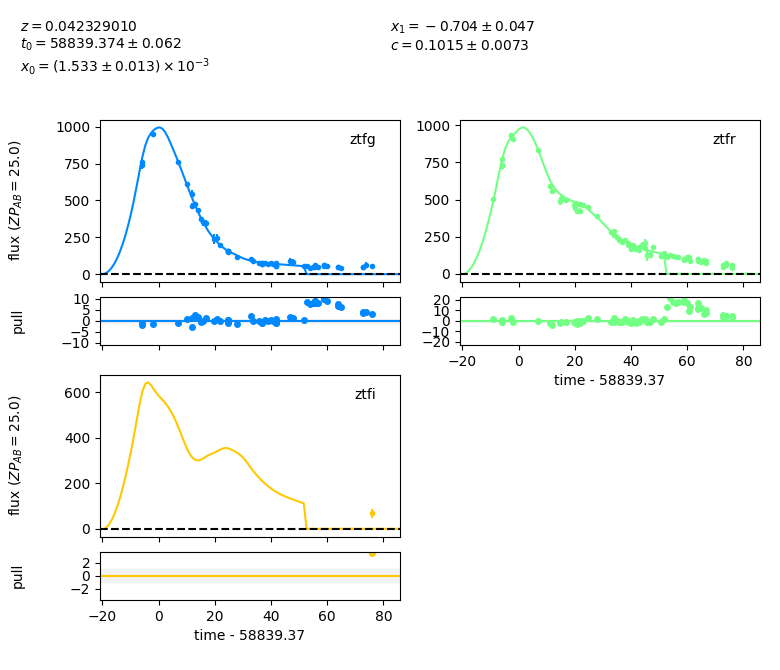 z = 0.042329010
t₀ = 58839.374 ± 0.062
x₀ = (1.533 ± 0.013) × 10⁻³
x₁ = −0.704 ± 0.047
c = 0.1015 ± 0.0073
ztfg
flux (ZP_AB = 25.0)
1000
750
500
250
0
ztfr
1000
750
500
250
0
pull
10
5
0
−5
−10
20
10
0
−10
−20
−20 0 20 40 60 80
time - 58839.37
ztfi
flux (ZP_AB = 25.0)
600
400
200
0
pull
2
0
−2
−20 0 20 40 60 80
time - 58839.37